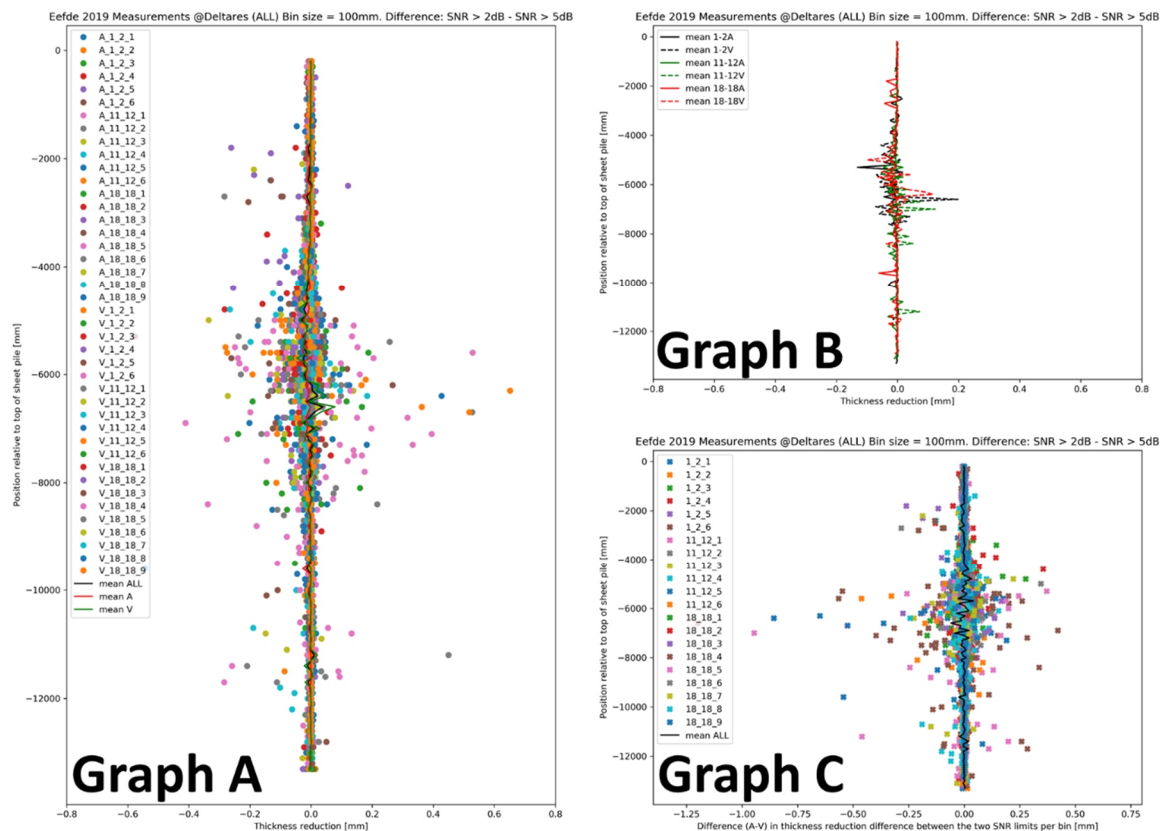 Eefde 2019 Measurements @Deltares (ALL) Bin size = 100mm. Difference: SNR > 2dB - SNR > 5dB
A_1_2_1
A_1_2_2
A_1_2_3
A_1_2_4
A_1_2_5
A_1_2_6
A_11_12_1
A_11_12_2
A_11_12_3
A_11_12_4
A_11_12_5
A_11_12_6
A_18_18_1
A_18_18_2
A_18_18_3
A_18_18_4
A_18_18_5
A_18_18_6
A_18_18_7
A_18_18_8
A_18_18_9
V_1_2_1
V_1_2_2
V_1_2_3
V_1_2_4
V_1_2_5
V_1_2_6
V_11_12_1
V_11_12_2
V_11_12_3
V_11_12_4
V_11_12_5
V_11_12_6
V_18_18_1
V_18_18_2
V_18_18_3
V_18_18_4
V_18_18_5
V_18_18_6
V_18_18_7
V_18_18_8
V_18_18_9
mean ALL
mean A
mean V
0
−2000
−4000
−6000
−8000
−10000
−12000
Position relative to top of sheet pile [mm]
Graph A
−0.8 −0.6 −0.4 −0.2 0.0 0.2 0.4 0.6 0.8
Thickness reduction [mm]
Eefde 2019 Measurements @Deltares (ALL) Bin size = 100mm. Difference: SNR > 2dB - SNR > 5dB
mean 1-2A
mean 1-2V
mean 11-12A
mean 11-12V
mean 18-18A
mean 18-18V
0
−2000
−4000
−6000
−8000
−10000
−12000
Position relative to top of sheet pile [mm]
Graph B
−0.8 −0.6 −0.4 −0.2 0.0 0.2 0.4 0.6 0.8
Thickness reduction [mm]
Eefde 2019 Measurements @Deltares (ALL) Bin size = 100mm. Difference: SNR > 2dB - SNR > 5dB
1_2_1
1_2_2
1_2_3
1_2_4
1_2_5
1_2_6
11_12_1
11_12_2
11_12_3
11_12_4
11_12_5
11_12_6
18_18_1
18_18_2
18_18_3
18_18_4
18_18_5
18_18_6
18_18_7
18_18_8
18_18_9
mean ALL
0
−2000
−4000
−6000
−8000
−10000
−12000
Position relative to top of sheet pile [mm]
Graph C
−1.25 −1.00 −0.75 −0.50 −0.25 0.00 0.25 0.50 0.75
Difference (A-V) in thickness reduction difference between the two SNR limits per bin [mm]